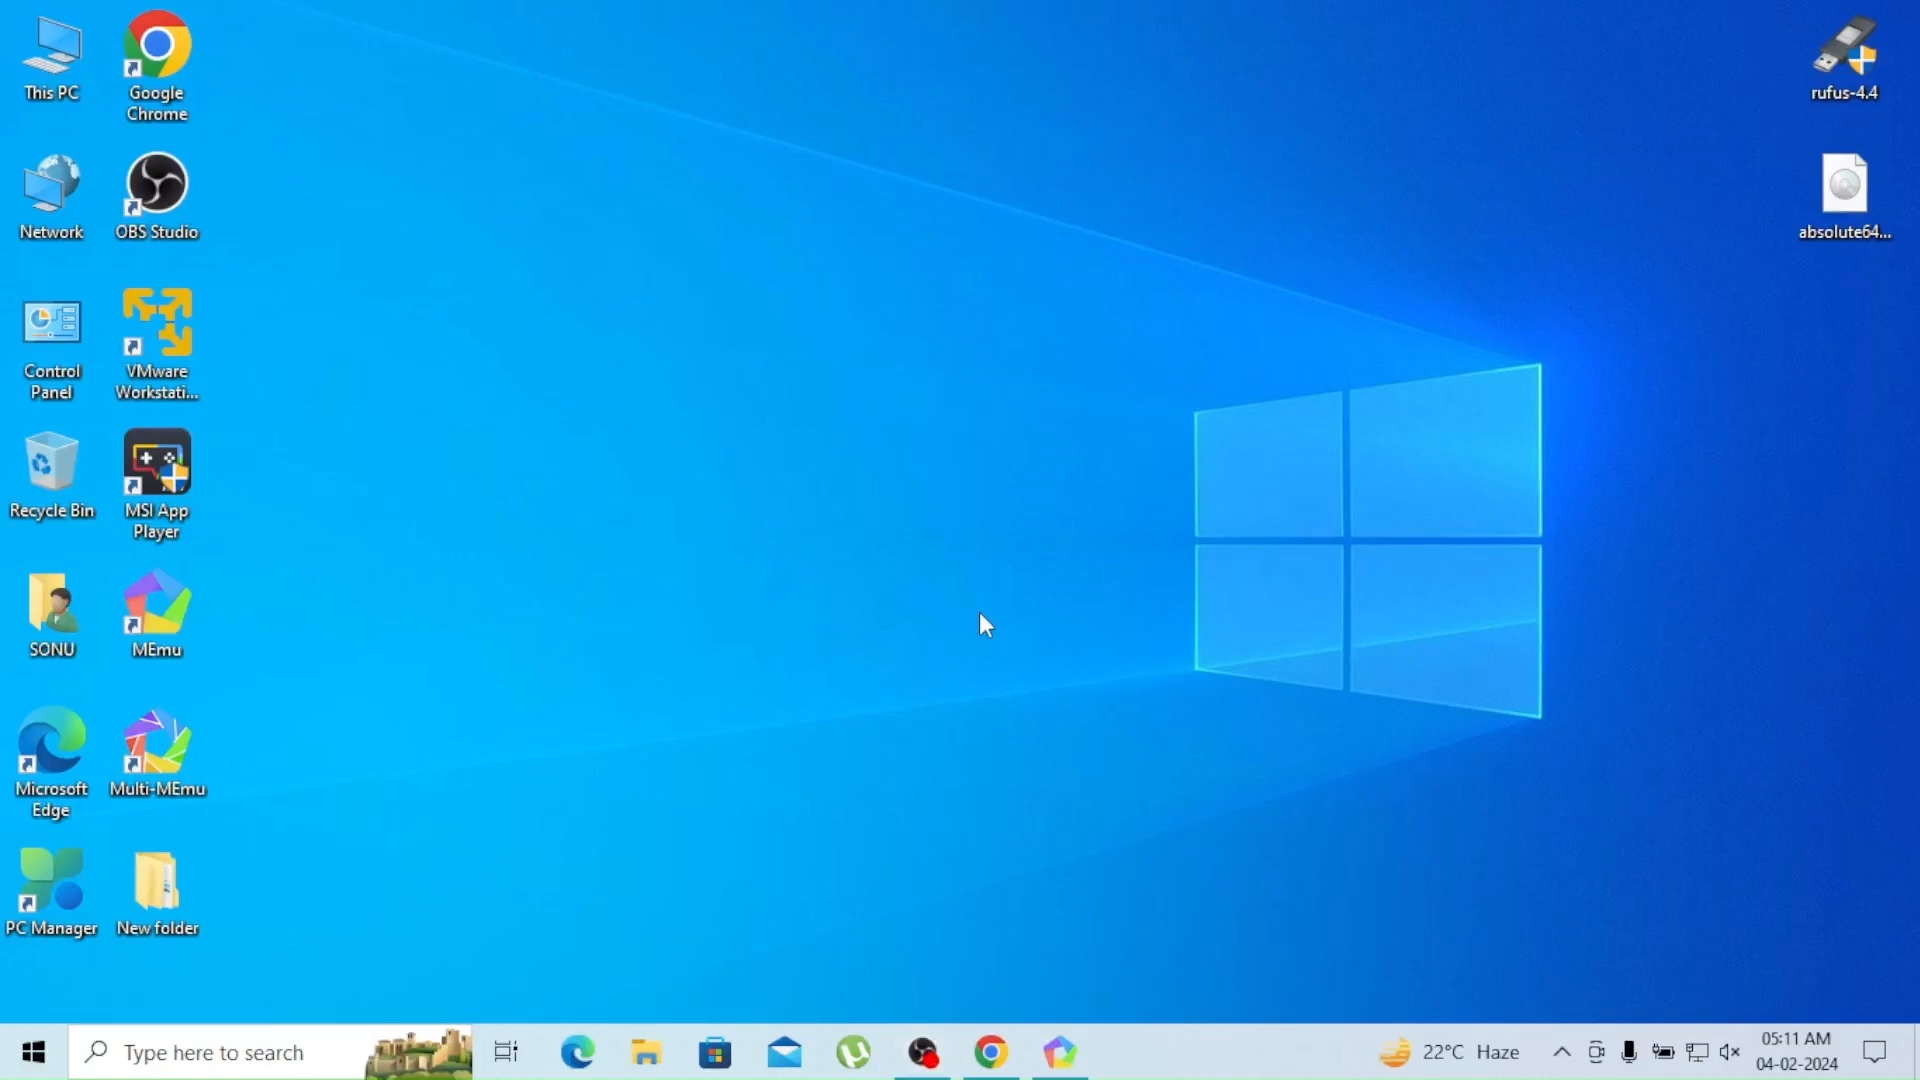 This PC
Google
Chrome
rufus-4.4
Network
OBS Studio
absolute64...
Control
Panel
VMware
Workstati...
Recycle Bin
MSI App
Player
SONU
MEmu
Microsoft
Edge
Multi-MEmu
PC Manager
New folder
Type here to search
22°C Haze
05:11 AM
04-02-2024